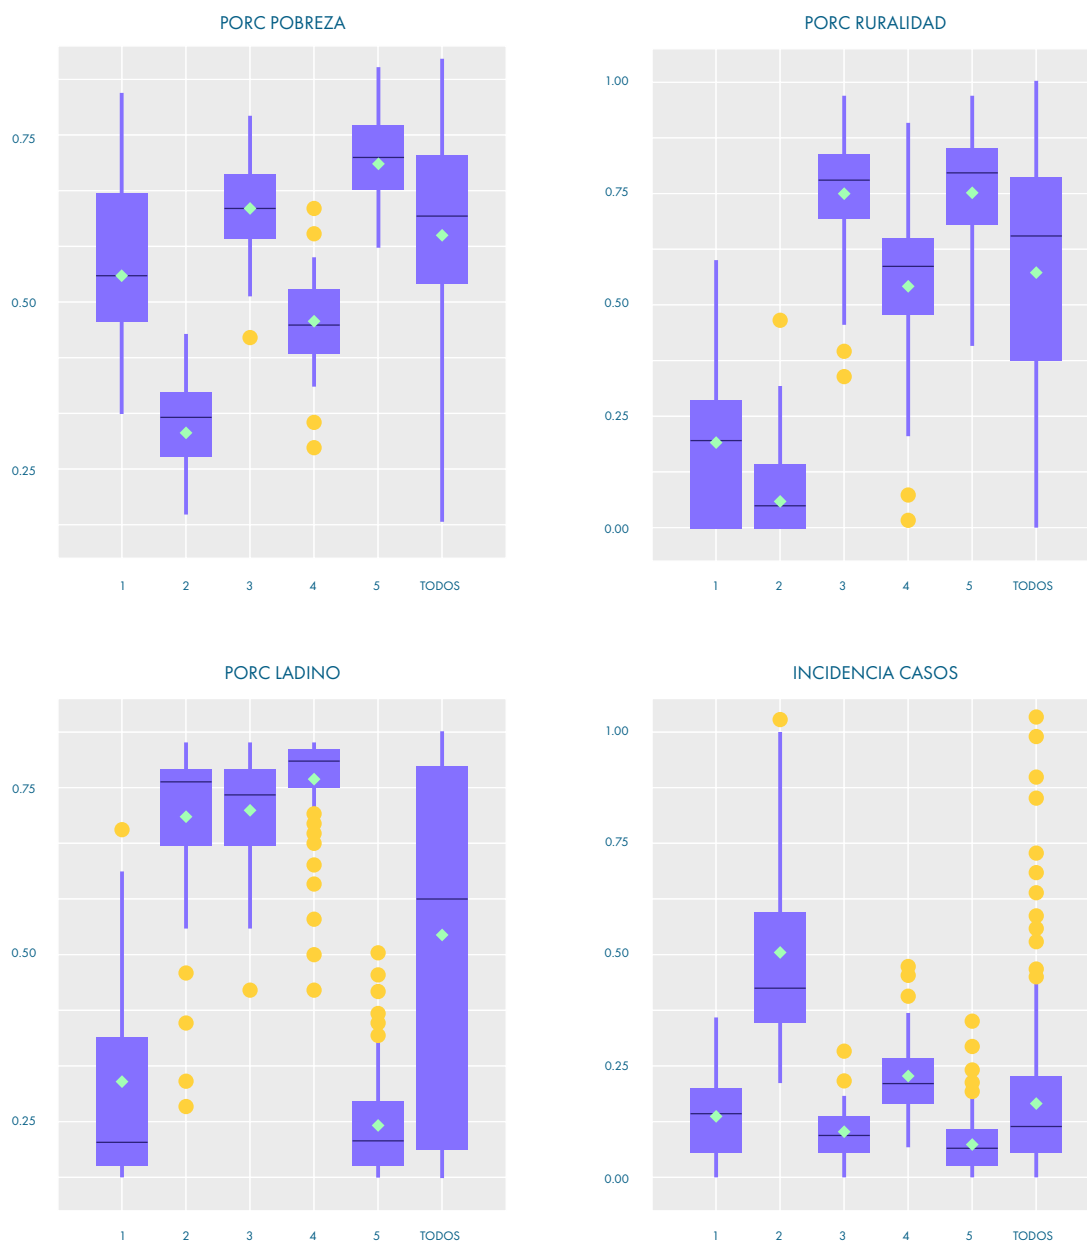 PORC POBREZA
0.75
0.50
0.25
1 2 3 4 5 TODOS
PORC RURALIDAD
1.00
0.75
0.50
0.25
0.00
1 2 3 4 5 TODOS
PORC LADINO
0.75
0.50
0.25
1 2 3 4 5 TODOS
INCIDENCIA CASOS
1.00
0.75
0.50
0.25
0.00
1 2 3 4 5 TODOS